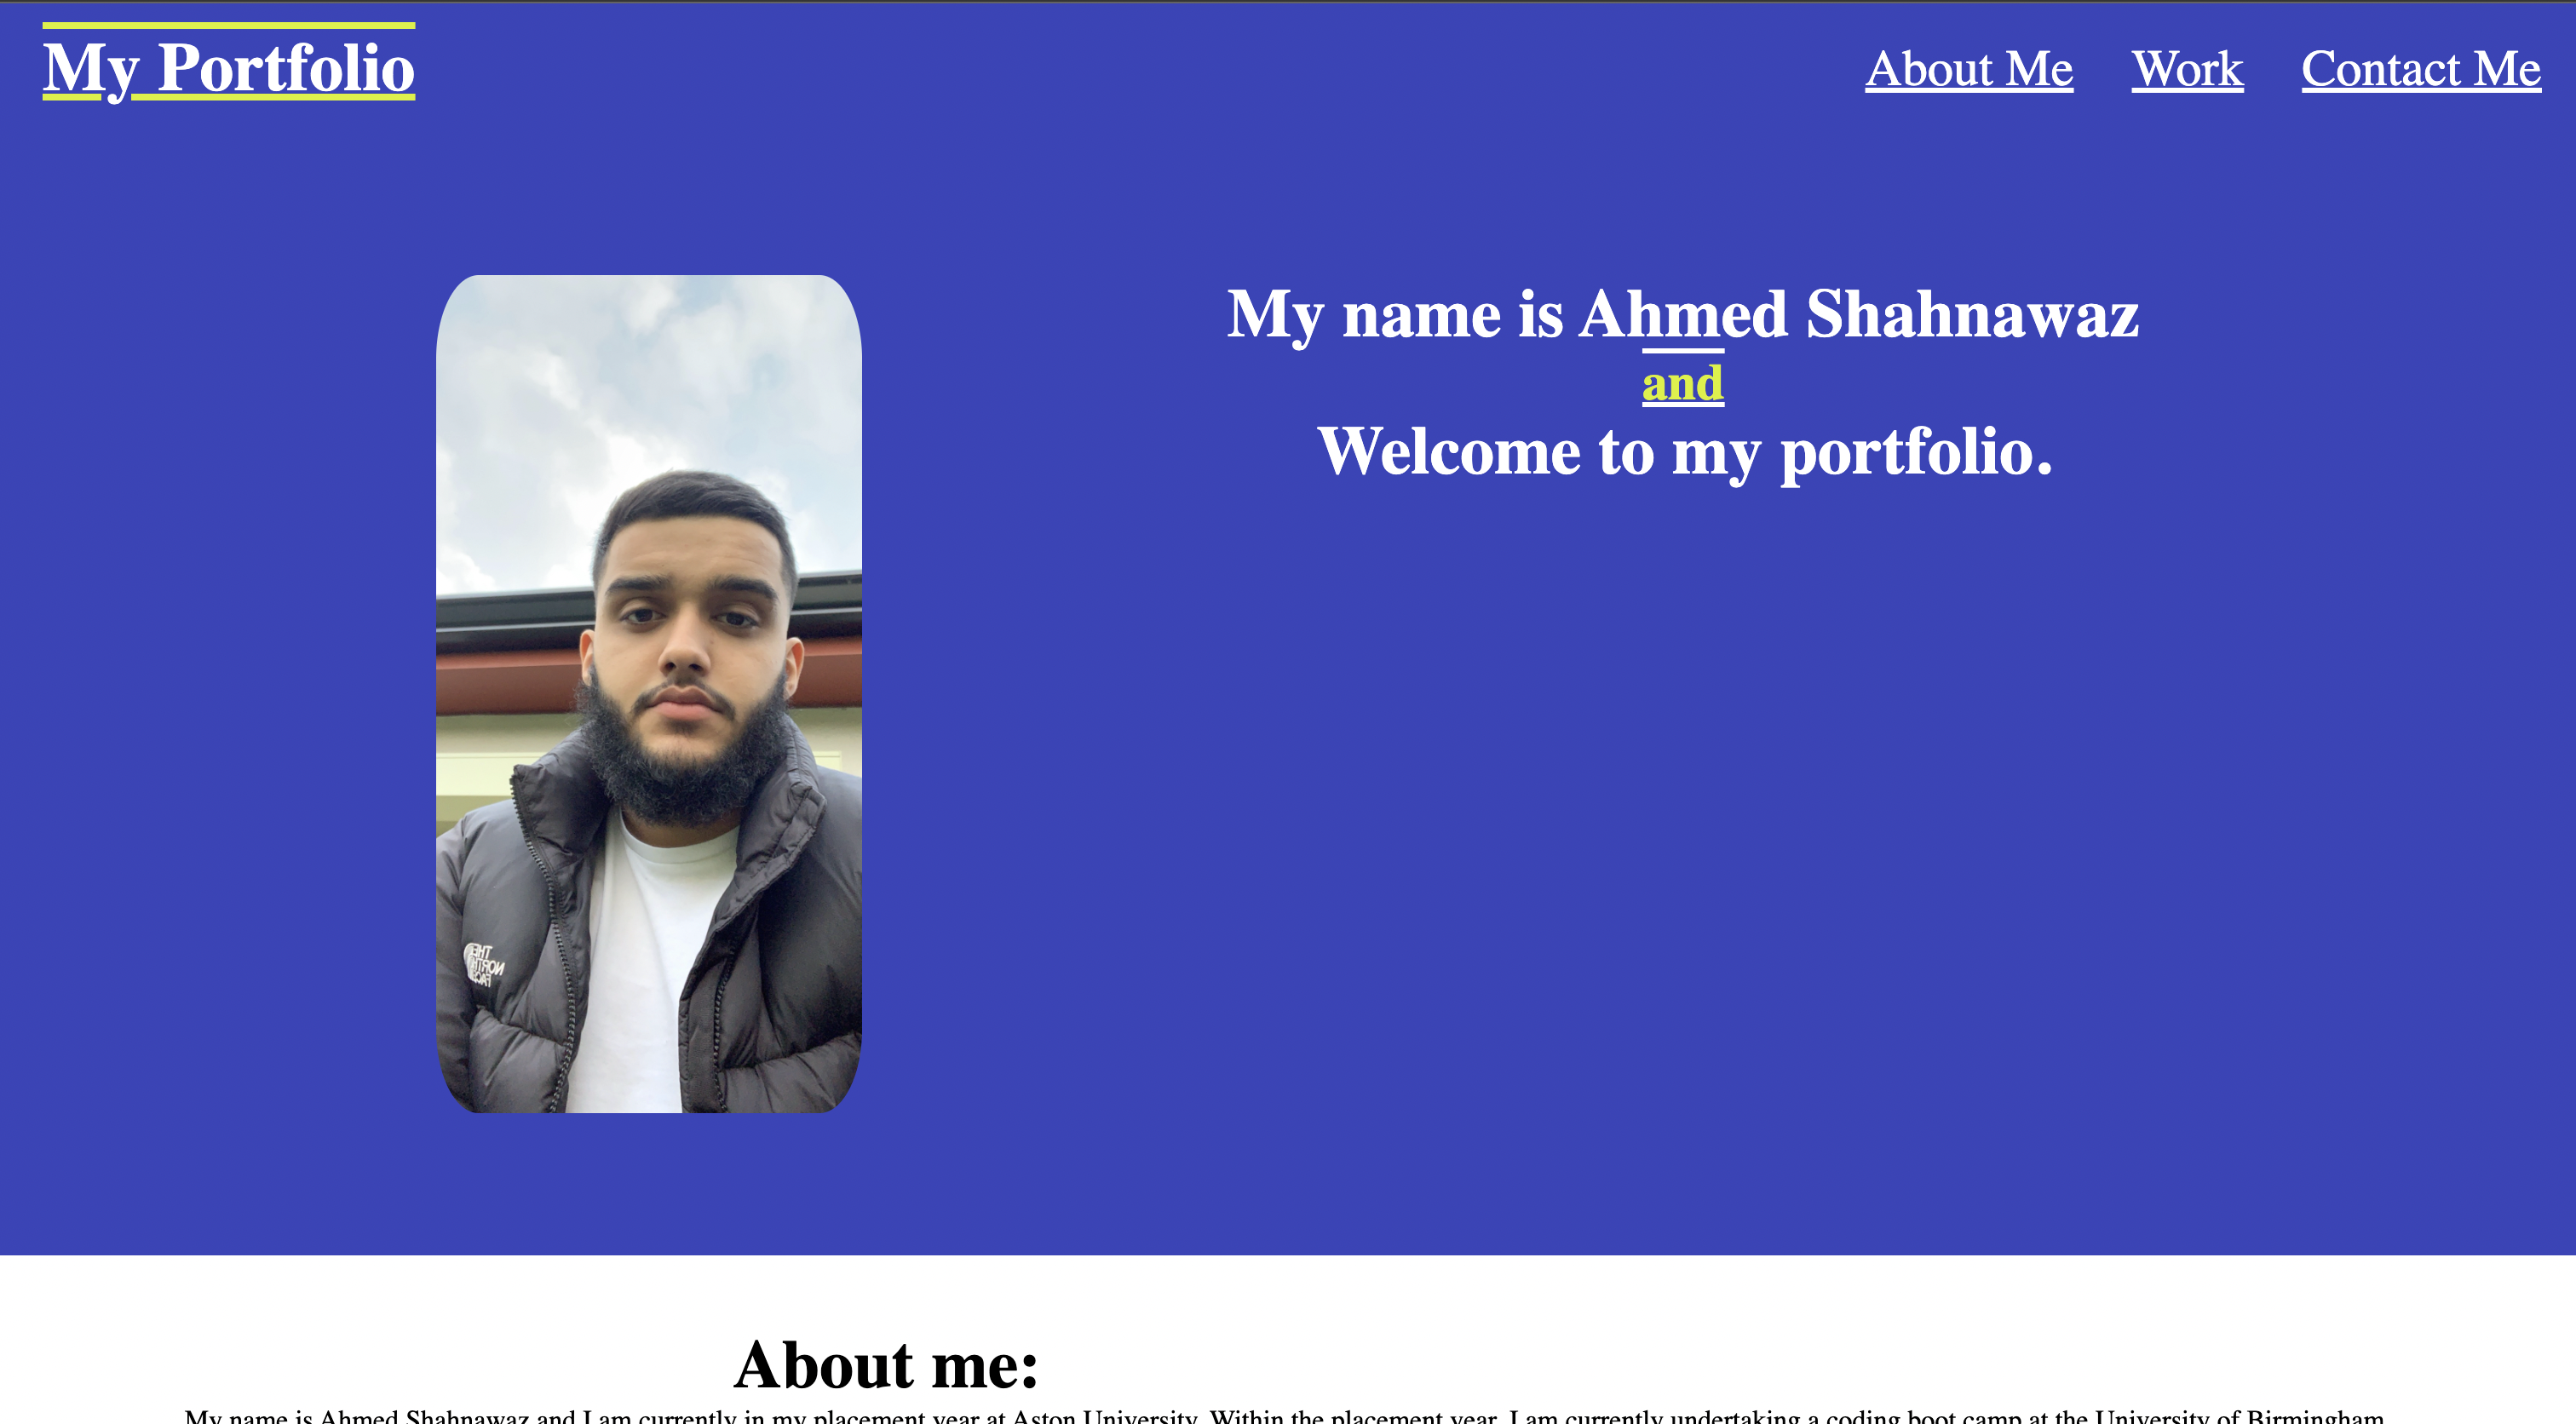 My Portfolio
About Me Work Contact Me
My name is Ahmed Shahnawaz
and
Welcome to my portfolio.
THE
NORTH
FACE
About me:
My name is Ahmed Shahnawaz and I am currently in my placement year at Aston University. Within the placement year, I am currently undertaking a coding boot camp at the University of Birmingham